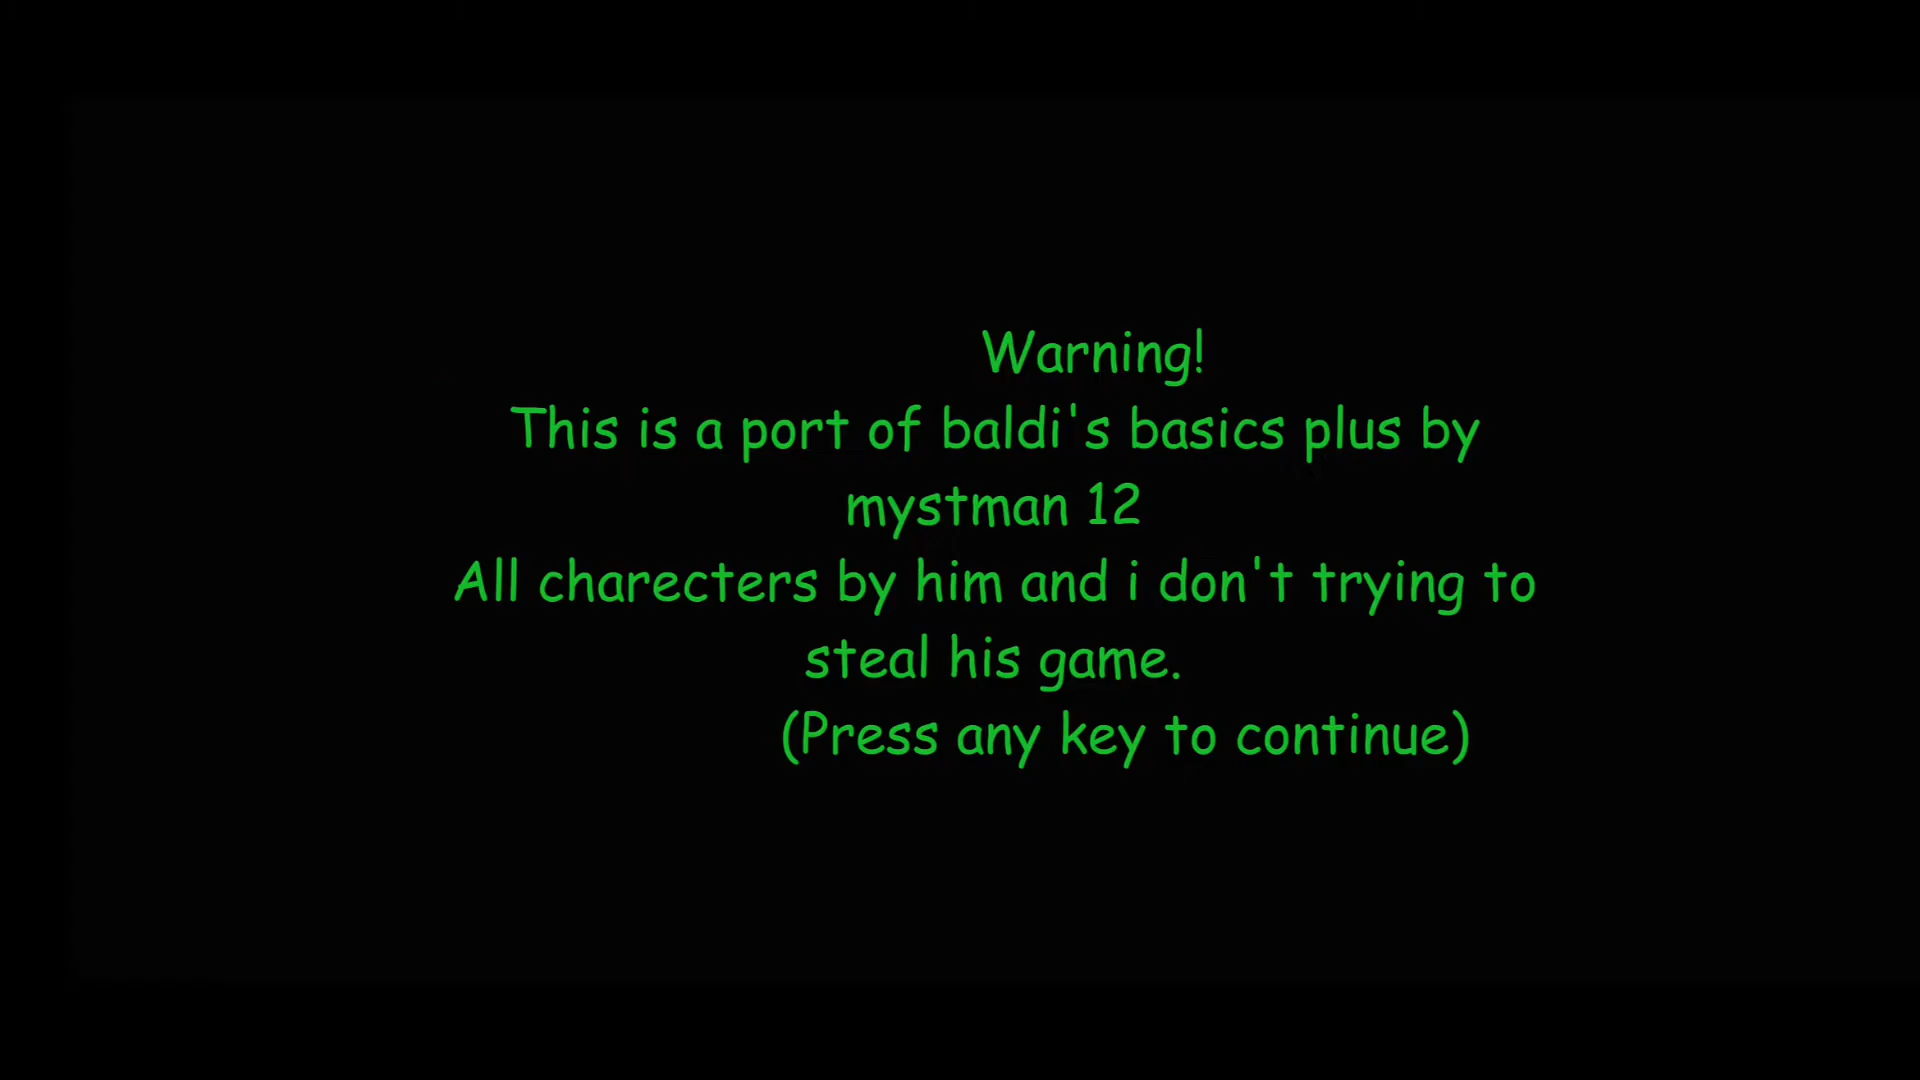 Warning!
This is a port of baldi's basics plus by
mystman 12
All charecters by him and i don't trying to
steal his game.
(Press any key to continue)